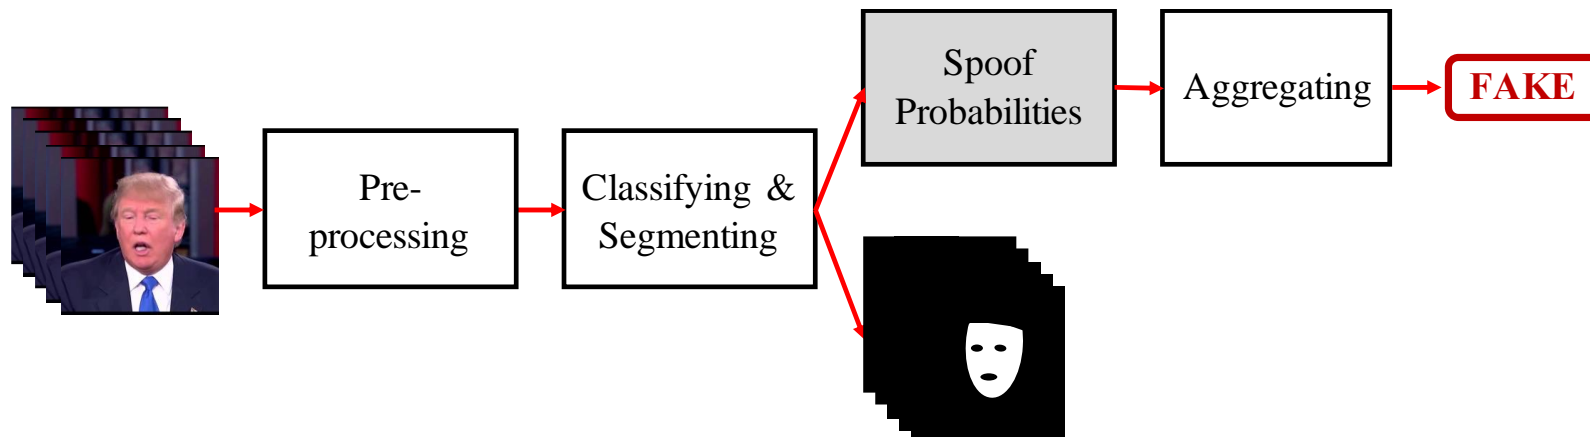 Pre-
processing
Classifying &
Segmenting
Spoof
Probabilities
Aggregating
FAKE